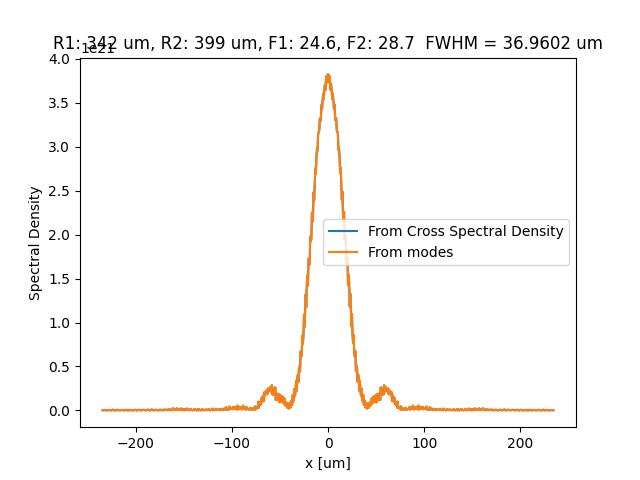 R1: 342 um, R2: 399 um, F1: 24.6, F2: 28.7  FWHM = 36.9602 um
1e21
4.0
3.5
3.0
2.5
2.0
1.5
1.0
0.5
0.0
Spectral Density
From Cross Spectral Density
From modes
−200 −100 0 100 200
x [um]